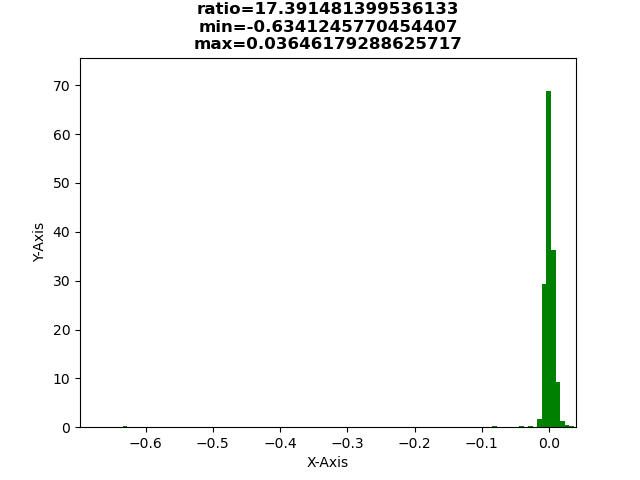 ratio=17.391481399536133
min=-0.6341245770454407
max=0.03646179288625717
70
60
50
40
30
20
10
0
Y-Axis
−0.6 −0.5 −0.4 −0.3 −0.2 −0.1 0.0
X-Axis